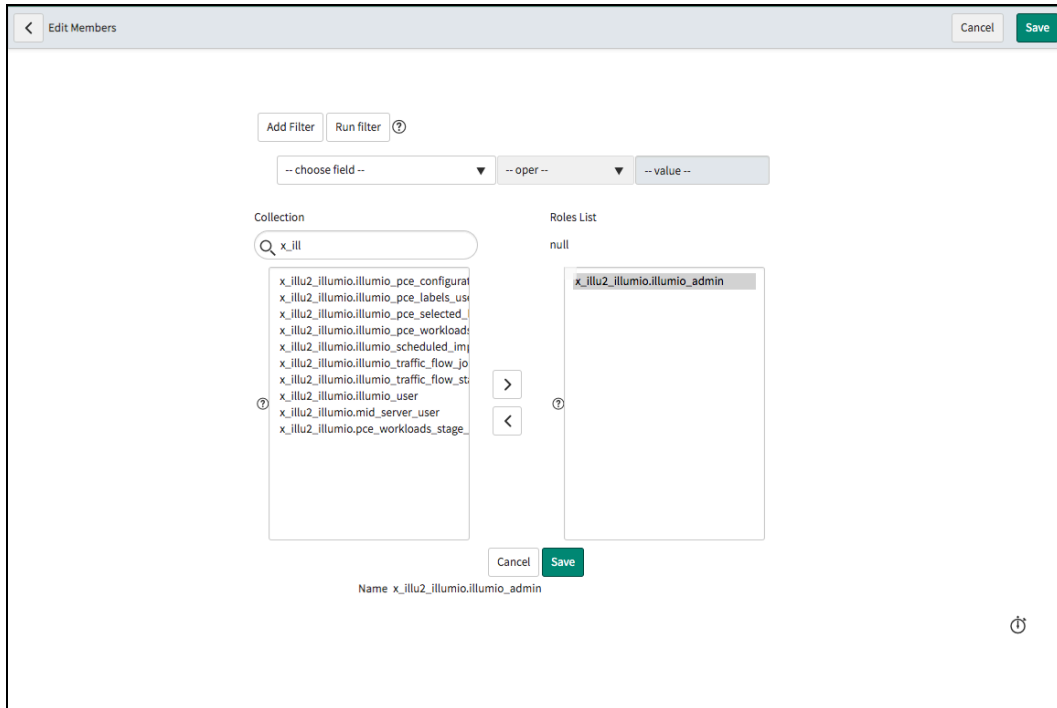 Edit Members
Cancel
Save
Add Filter
Run filter
?
-- choose field --
-- oper --
-- value --
Collection
Roles List
x_ill
null
x_illu2_illumio.illumio_pce_configurat
x_illu2_illumio.illumio_pce_labels_use
x_illu2_illumio.illumio_pce_selected_
x_illu2_illumio.illumio_pce_workloads
x_illu2_illumio.illumio_scheduled_imp
x_illu2_illumio.illumio_traffic_flow_jo
x_illu2_illumio.illumio_traffic_flow_sta
x_illu2_illumio.illumio_user
x_illu2_illumio.mid_server_user
x_illu2_illumio.pce_workloads_stage_
x_illu2_illumio.illumio_admin
?
?
Cancel
Save
Name x_illu2_illumio.illumio_admin